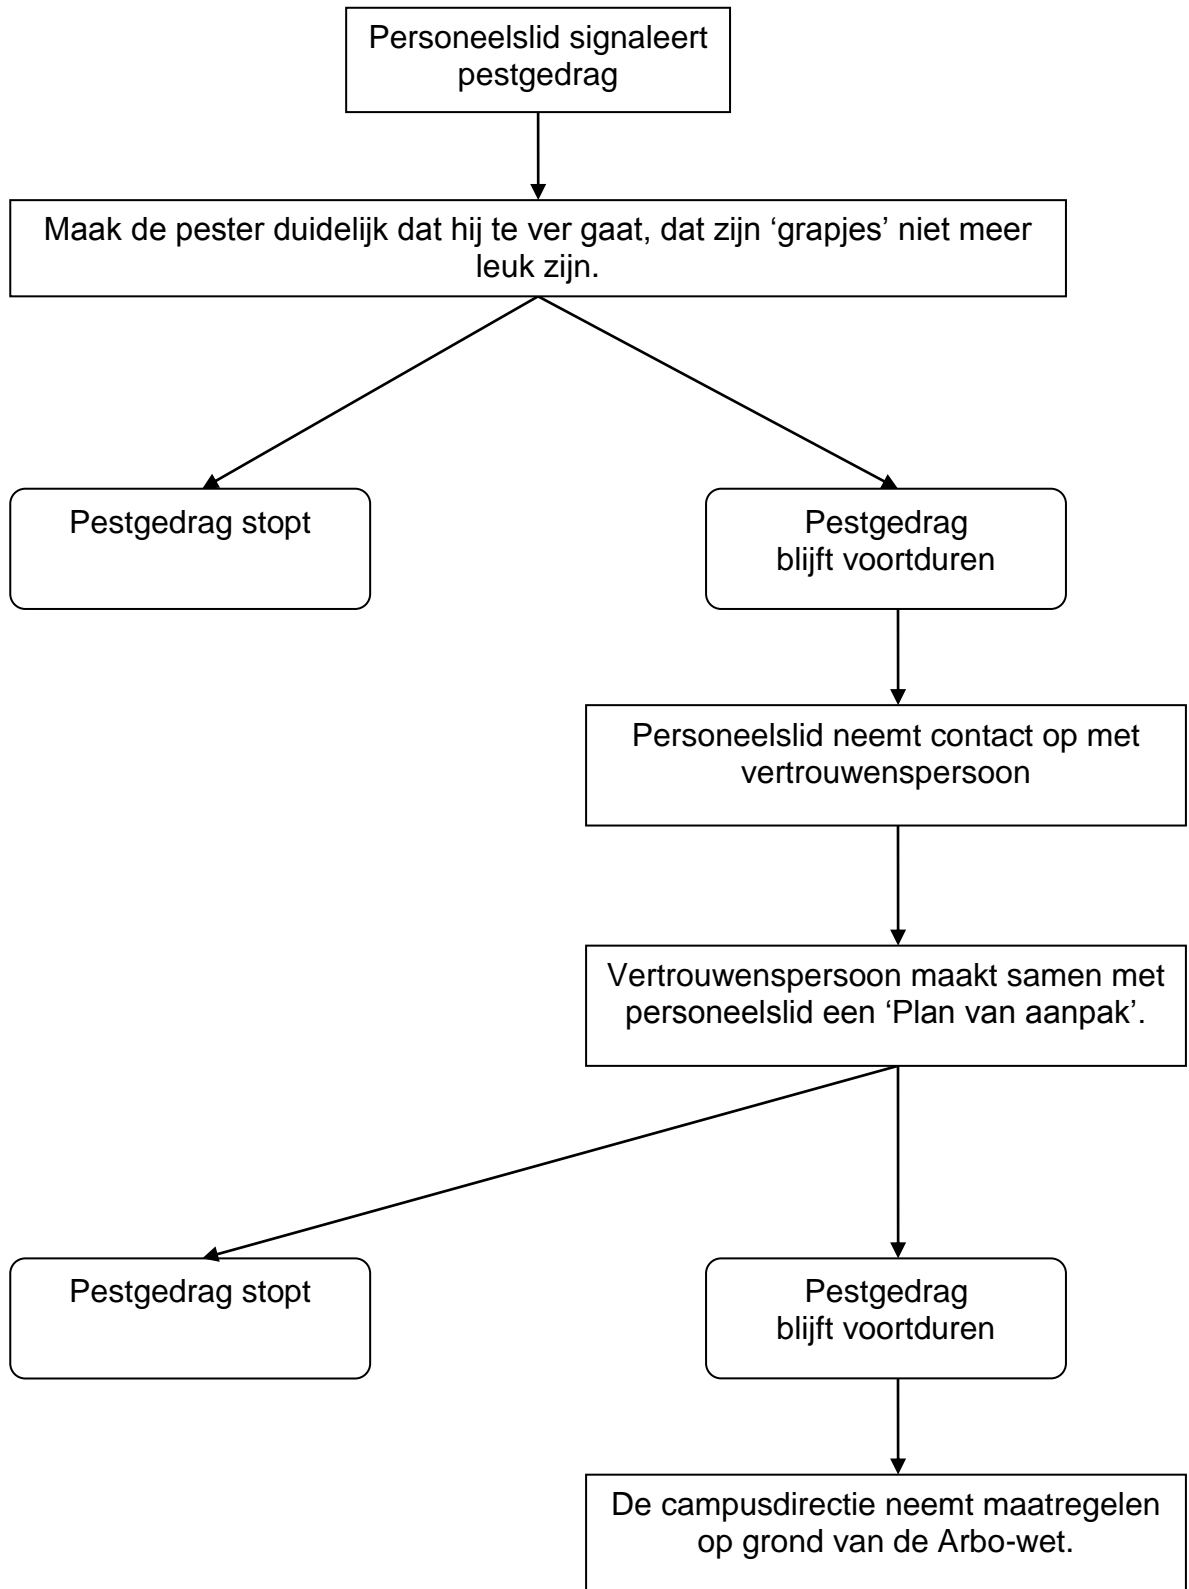 Personeelslid signaleert
pestgedrag
Maak de pester duidelijk dat hij te ver gaat, dat zijn ‘grapjes’ niet meer
leuk zijn.
Pestgedrag stopt
Pestgedrag
blijft voortduren
Personeelslid neemt contact op met
vertrouwenspersoon
Vertrouwenspersoon maakt samen met
personeelslid een ‘Plan van aanpak’.
Pestgedrag stopt
Pestgedrag
blijft voortduren
De campusdirectie neemt maatregelen
op grond van de Arbo-wet.